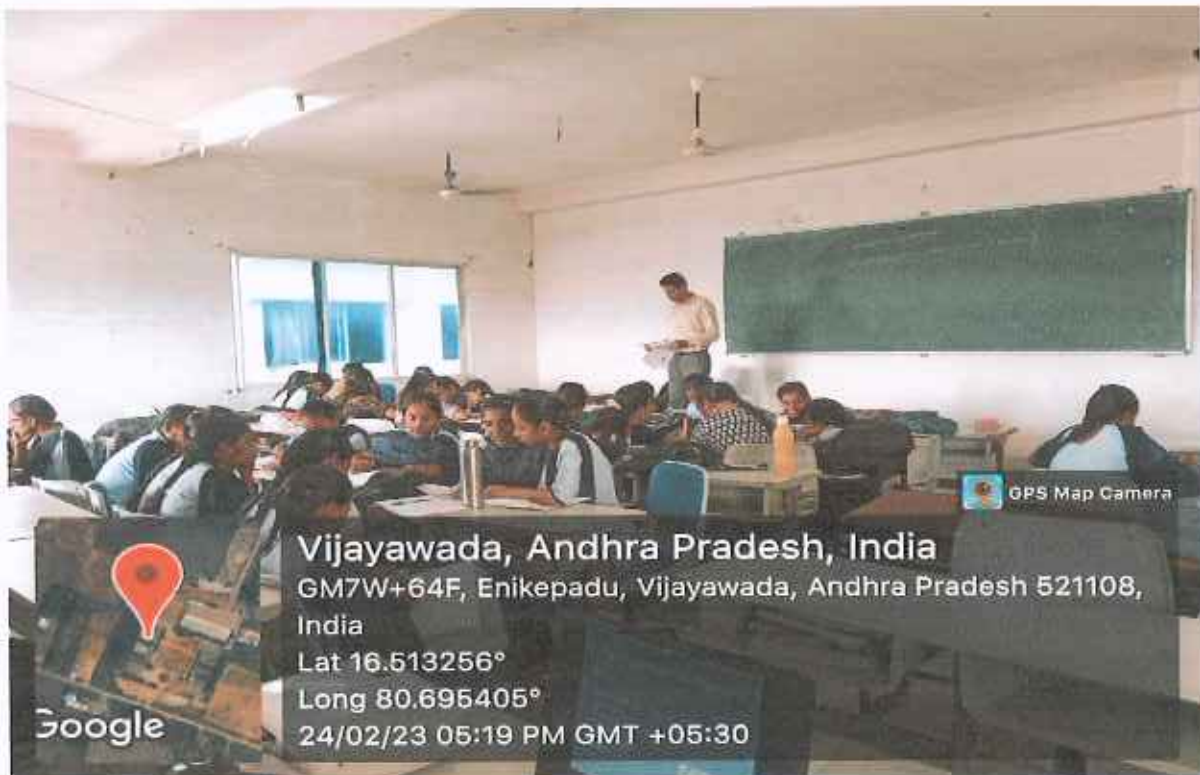 GPS Map Camera
Vijayawada, Andhra Pradesh, India
GM7W+64F, Enikepadu, Vijayawada, Andhra Pradesh 521108,
India
Lat 16.513256°
Long 80.695405°
24/02/23 05:19 PM GMT +05:30
Google